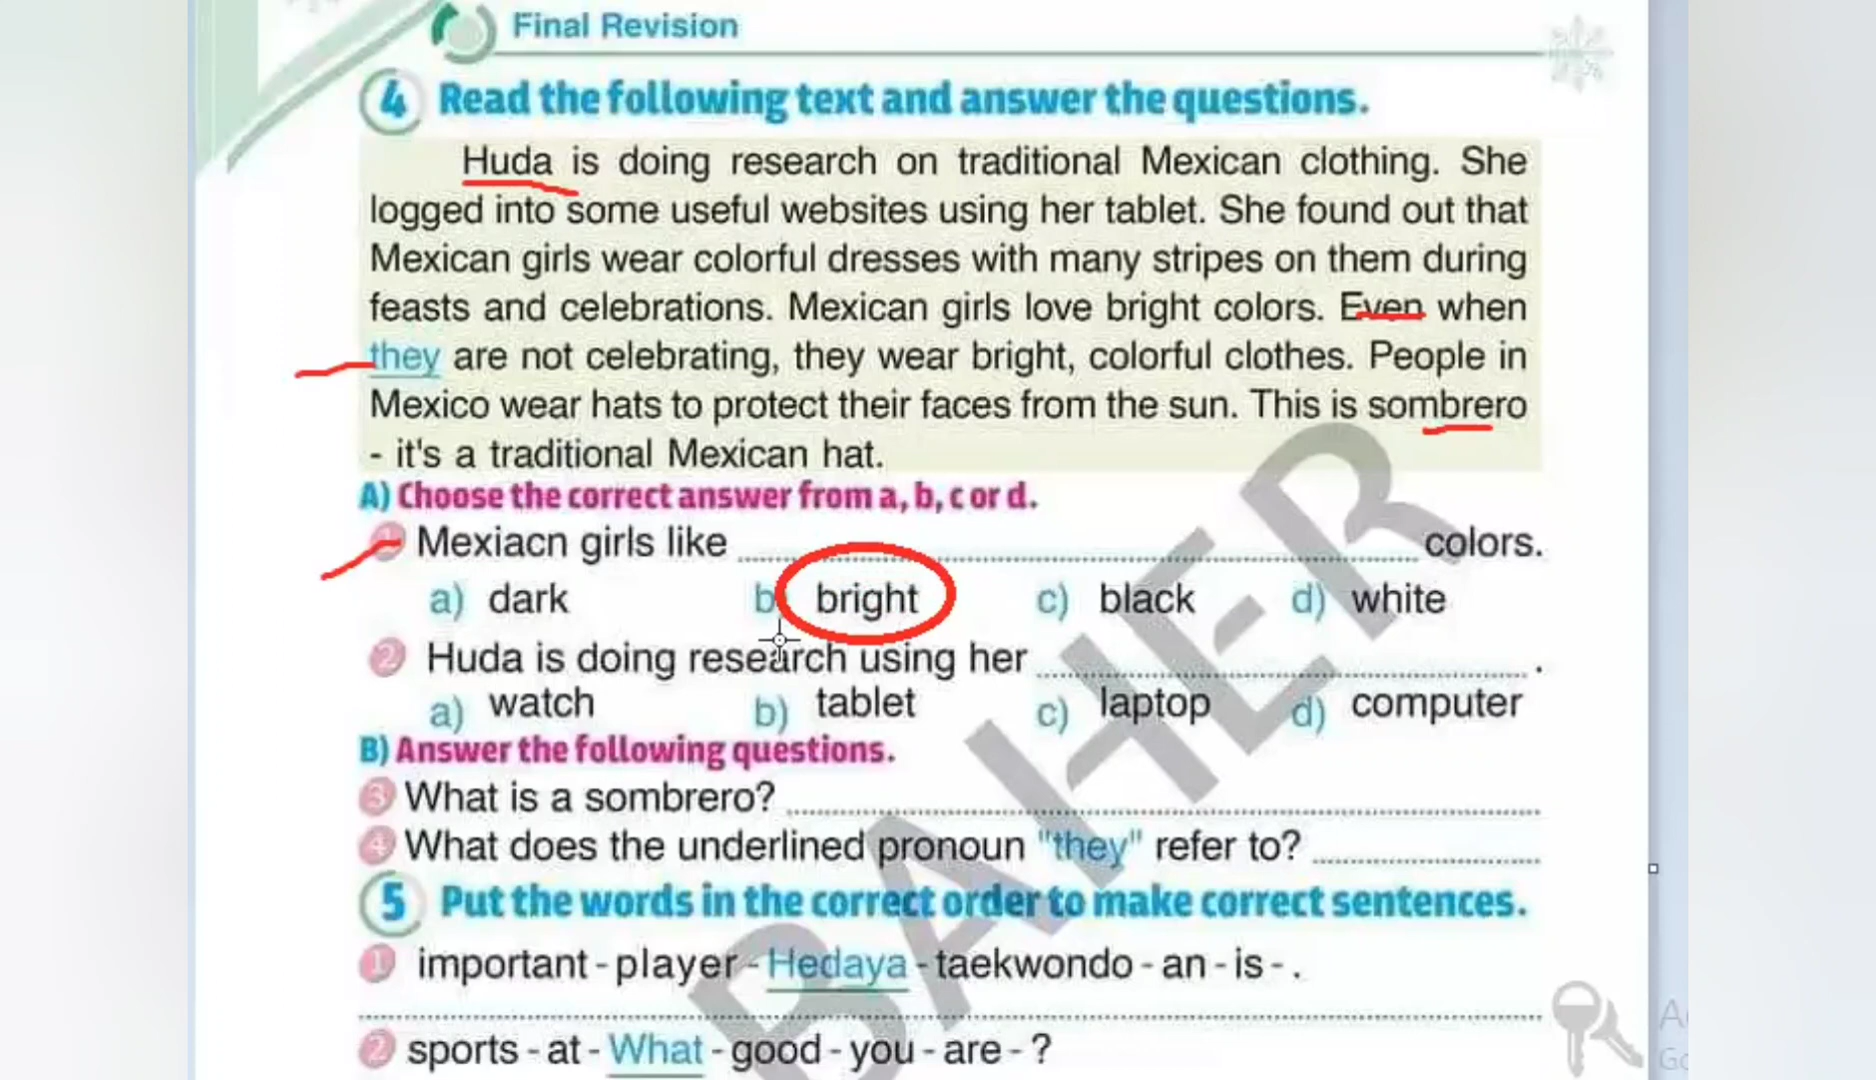 Final Revision
4 Read the following text and answer the questions.
Huda is doing research on traditional Mexican clothing. She
logged into some useful websites using her tablet. She found out that
Mexican girls wear colorful dresses with many stripes on them during
feasts and celebrations. Mexican girls love bright colors. Even when
they are not celebrating, they wear bright, colorful clothes. People in
Mexico wear hats to protect their faces from the sun. This is sombrero
- it's a traditional Mexican hat.
A) Choose the correct answer from a, b, c or d.
1 Mexiacn girls like ........ colors.
a) dark b bright c) black d) white
2 Huda is doing research using her ........ .
a) watch b) tablet c) laptop d) computer
B) Answer the following questions.
3 What is a sombrero? ........
4 What does the underlined pronoun "they" refer to? ........
5 Put the words in the correct order to make correct sentences.
1 important - player - Hedaya - taekwondo - an - is - .
2 sports - at - What - good - you - are - ?
BAHER